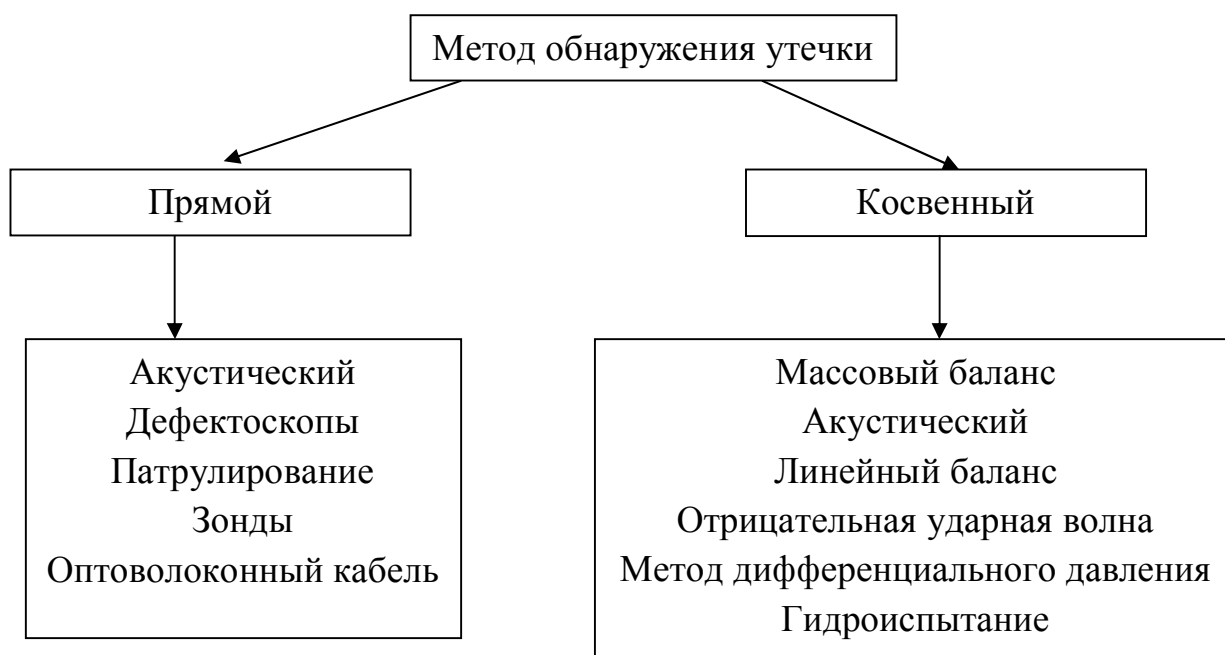 Метод обнаружения утечки
Прямой
Косвенный
Акустический
Дефектоскопы
Патрулирование
Зонды
Оптоволоконный кабель
Массовый баланс
Акустический
Линейный баланс
Отрицательная ударная волна
Метод дифференциального давления
Гидроиспытание